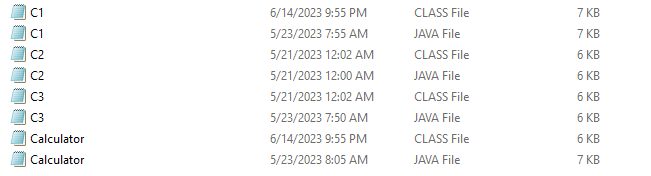 C1 6/14/2023 9:55 PM CLASS File 7 KB
C1 5/23/2023 7:55 AM JAVA File 7 KB
C2 5/21/2023 12:02 AM CLASS File 6 KB
C2 5/21/2023 12:00 AM JAVA File 6 KB
C3 5/21/2023 12:02 AM CLASS File 6 KB
C3 5/23/2023 7:50 AM JAVA File 6 KB
Calculator 6/14/2023 9:55 PM CLASS File 6 KB
Calculator 5/23/2023 8:05 AM JAVA File 7 KB